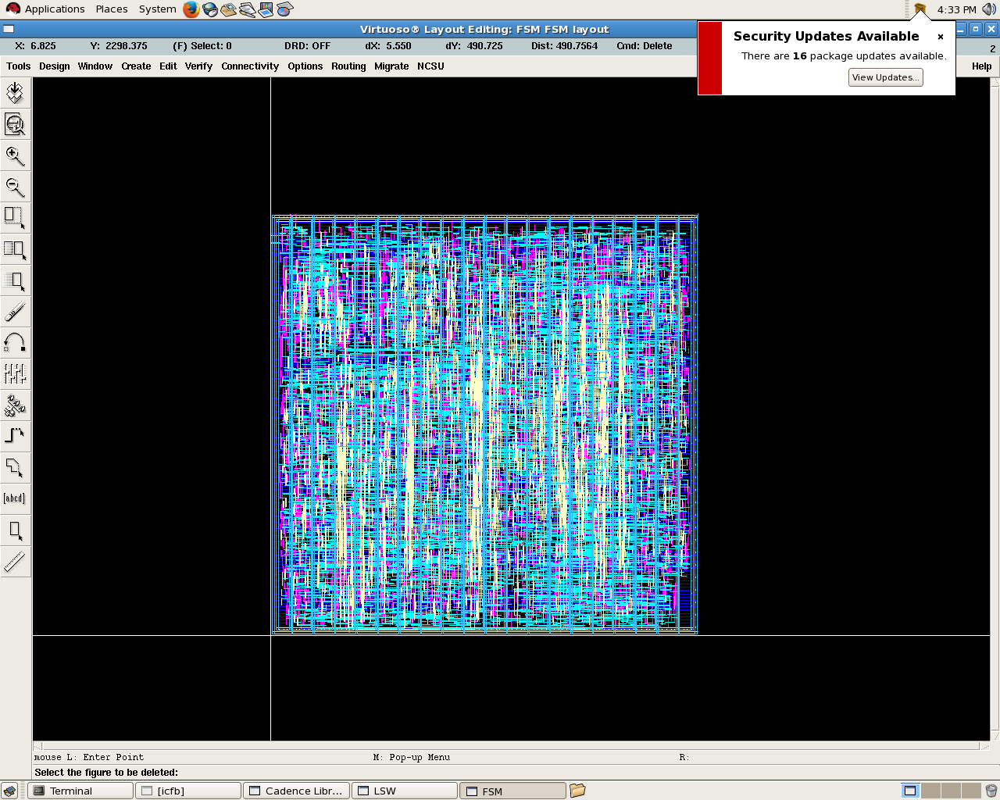 Applications Places System 4:33 PM
Virtuoso® Layout Editing: FSM FSM layout
X: 6.825 Y: 2298.375 (F) Select: 0 DRD: OFF dX: 5.550 dY: 490.725 Dist: 490.7564 Cmd: Delete 2
Tools Design Window Create Edit Verify Connectivity Options Routing Migrate NCSU Help
Security Updates Available
There are 16 package updates available.
View Updates...
[abcd]
mouse L: Enter Point M: Pop-up Menu R:
Select the figure to be deleted:
Terminal [icfb] Cadence Libr... LSW FSM